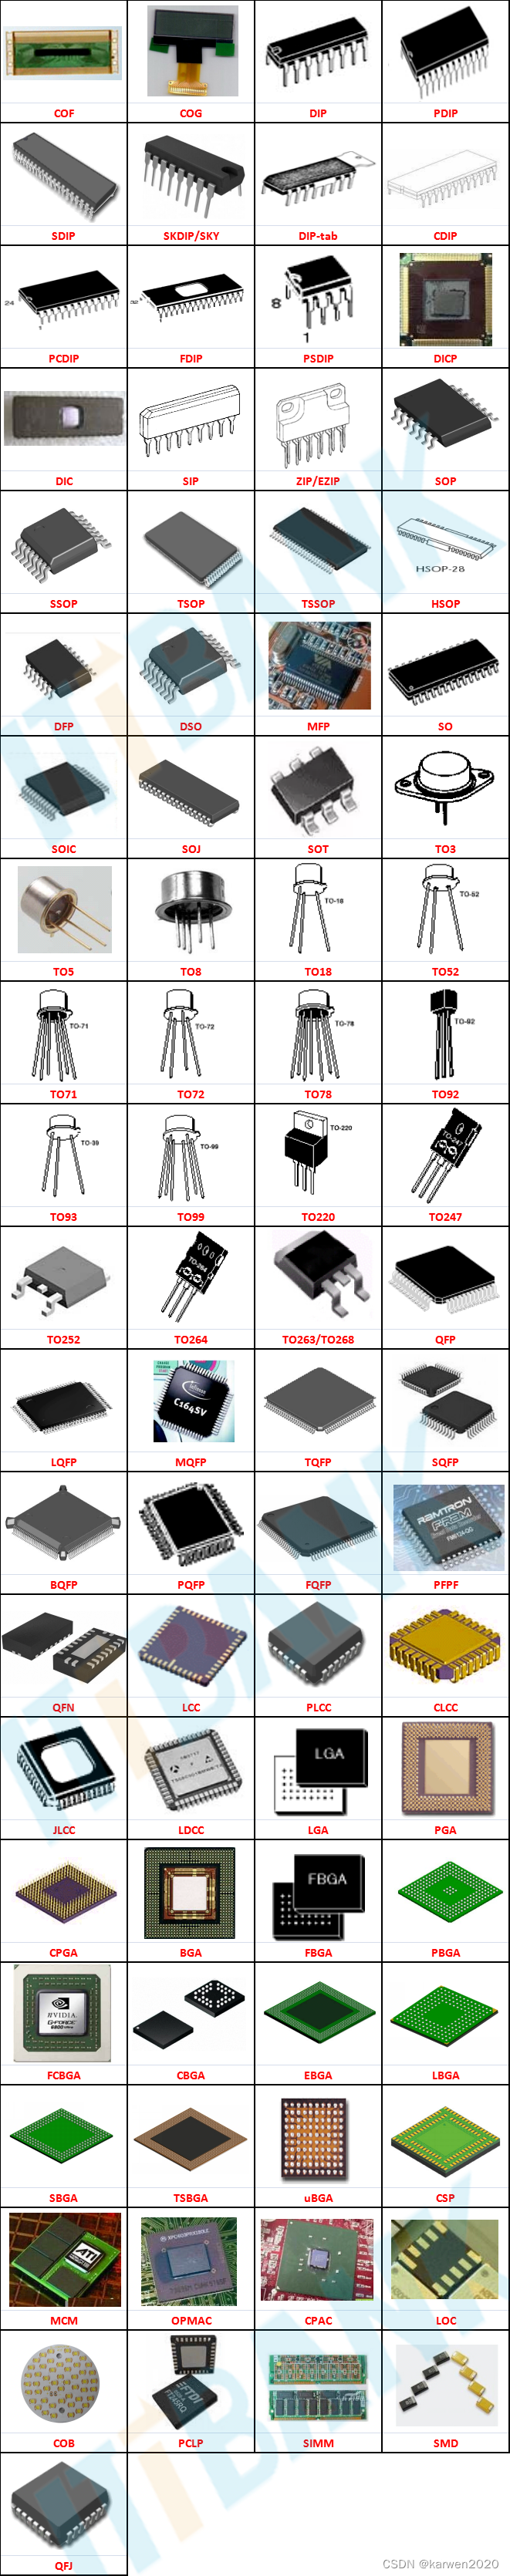 COF COG DIP PDIP
SDIP SKDIP/SKY DIP-tab CDIP
24
1
8
1
PCDIP FDIP PSDIP DICP
DIC SIP ZIP/EZIP SOP
HSOP-28
SSOP TSOP TSSOP HSOP
DFP DSO MFP SO
SOIC SOJ SOT TO3
TO-18
TO-52
TO5 TO8 TO18 TO52
TO-71
TO-72
TO-78
TO-92
TO71 TO72 TO78 TO92
TO-39
TO-99
TO-220
TO-247
TO93 TO99 TO220 TO247
TO-264
TO252 TO264 TO263/TO268 QFP
Infineon
C164SV
LQFP MQFP TQFP SQFP
RAMTRON
FRAM
BQFP PQFP FQFP PFPF
QFN LCC PLCC CLCC
LGA
JLCC LDCC LGA PGA
FBGA
CPGA BGA FBGA PBGA
NVIDIA
GEFORCE
6800 Ultra
FCBGA CBGA EBGA LBGA
SBGA TSBGA uBGA CSP
ATI
MCM OPMAC CPAC LOC
FTDI
COB PCLP SIMM SMD
QFJ
ITiBANK
CSDN @karwen2020